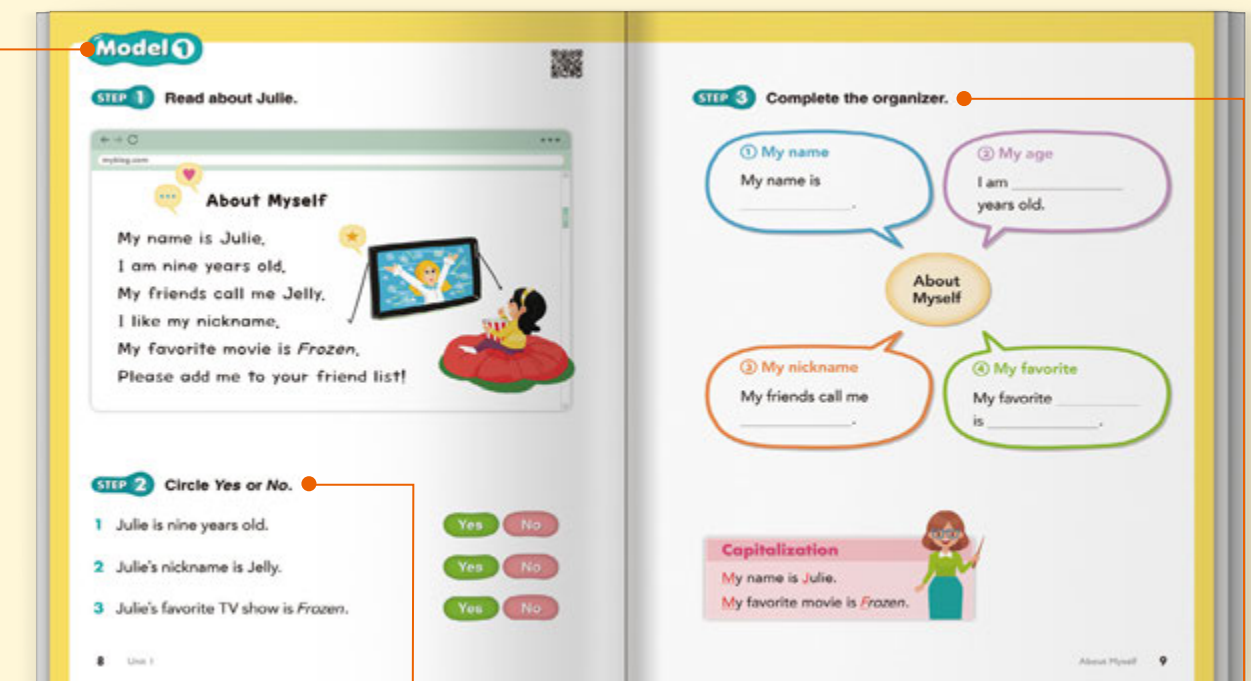 Model 1
STEP 1 Read about Julie.
myblog.com
About Myself
My name is Julie.
I am nine years old.
My friends call me Jelly.
I like my nickname.
My favorite movie is Frozen.
Please add me to your friend list!
STEP 2 Circle Yes or No.
1 Julie is nine years old. Yes No
2 Julie's nickname is Jelly. Yes No
3 Julie's favorite TV show is Frozen. Yes No
8 Unit 1
STEP 3 Complete the organizer.
① My name
My name is
____________.
② My age
I am ____________
years old.
About
Myself
③ My nickname
My friends call me
____________.
④ My favorite
My favorite ____________
is ____________.
Capitalization
My name is Julie.
My favorite movie is Frozen.
About Myself 9